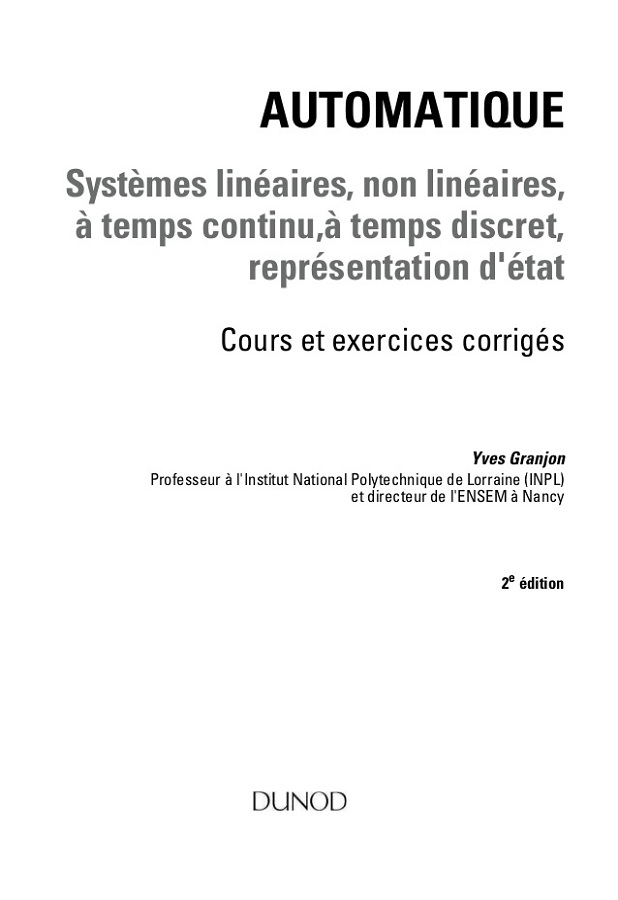 AUTOMATIQUE
Systèmes linéaires, non linéaires,
à temps continu,à temps discret,
représentation d'état
Cours et exercices corrigés
Yves Granjon
Professeur à l'Institut National Polytechnique de Lorraine (INPL)
et directeur de l'ENSEM à Nancy
2e édition
DUNOD